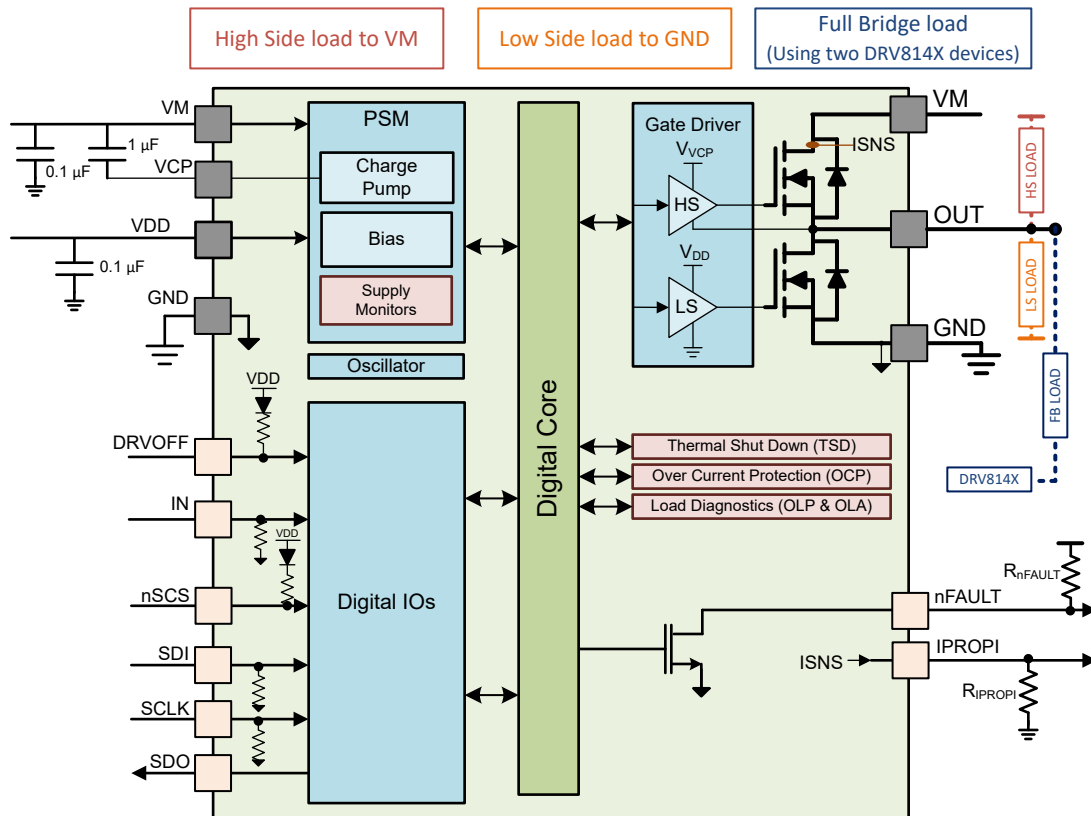 High Side load to VM
Low Side load to GND
Full Bridge load
(Using two DRV814X devices)
VM
0.1 µF
1 µF
VCP
VDD
0.1 µF
GND
PSM
Charge
Pump
Bias
Supply
Monitors
Oscillator
VDD
DRVOFF
IN
VDD
nSCS
SDI
SCLK
SDO
Digital IOs
Digital Core
Gate Driver
VVCP
HS
VDD
LS
ISNS
VM
OUT
GND
HS LOAD
LS LOAD
FB LOAD
DRV814X
Thermal Shut Down (TSD)
Over Current Protection (OCP)
Load Diagnostics (OLP & OLA)
RnFAULT
nFAULT
ISNS
IPROPI
RIPROPI